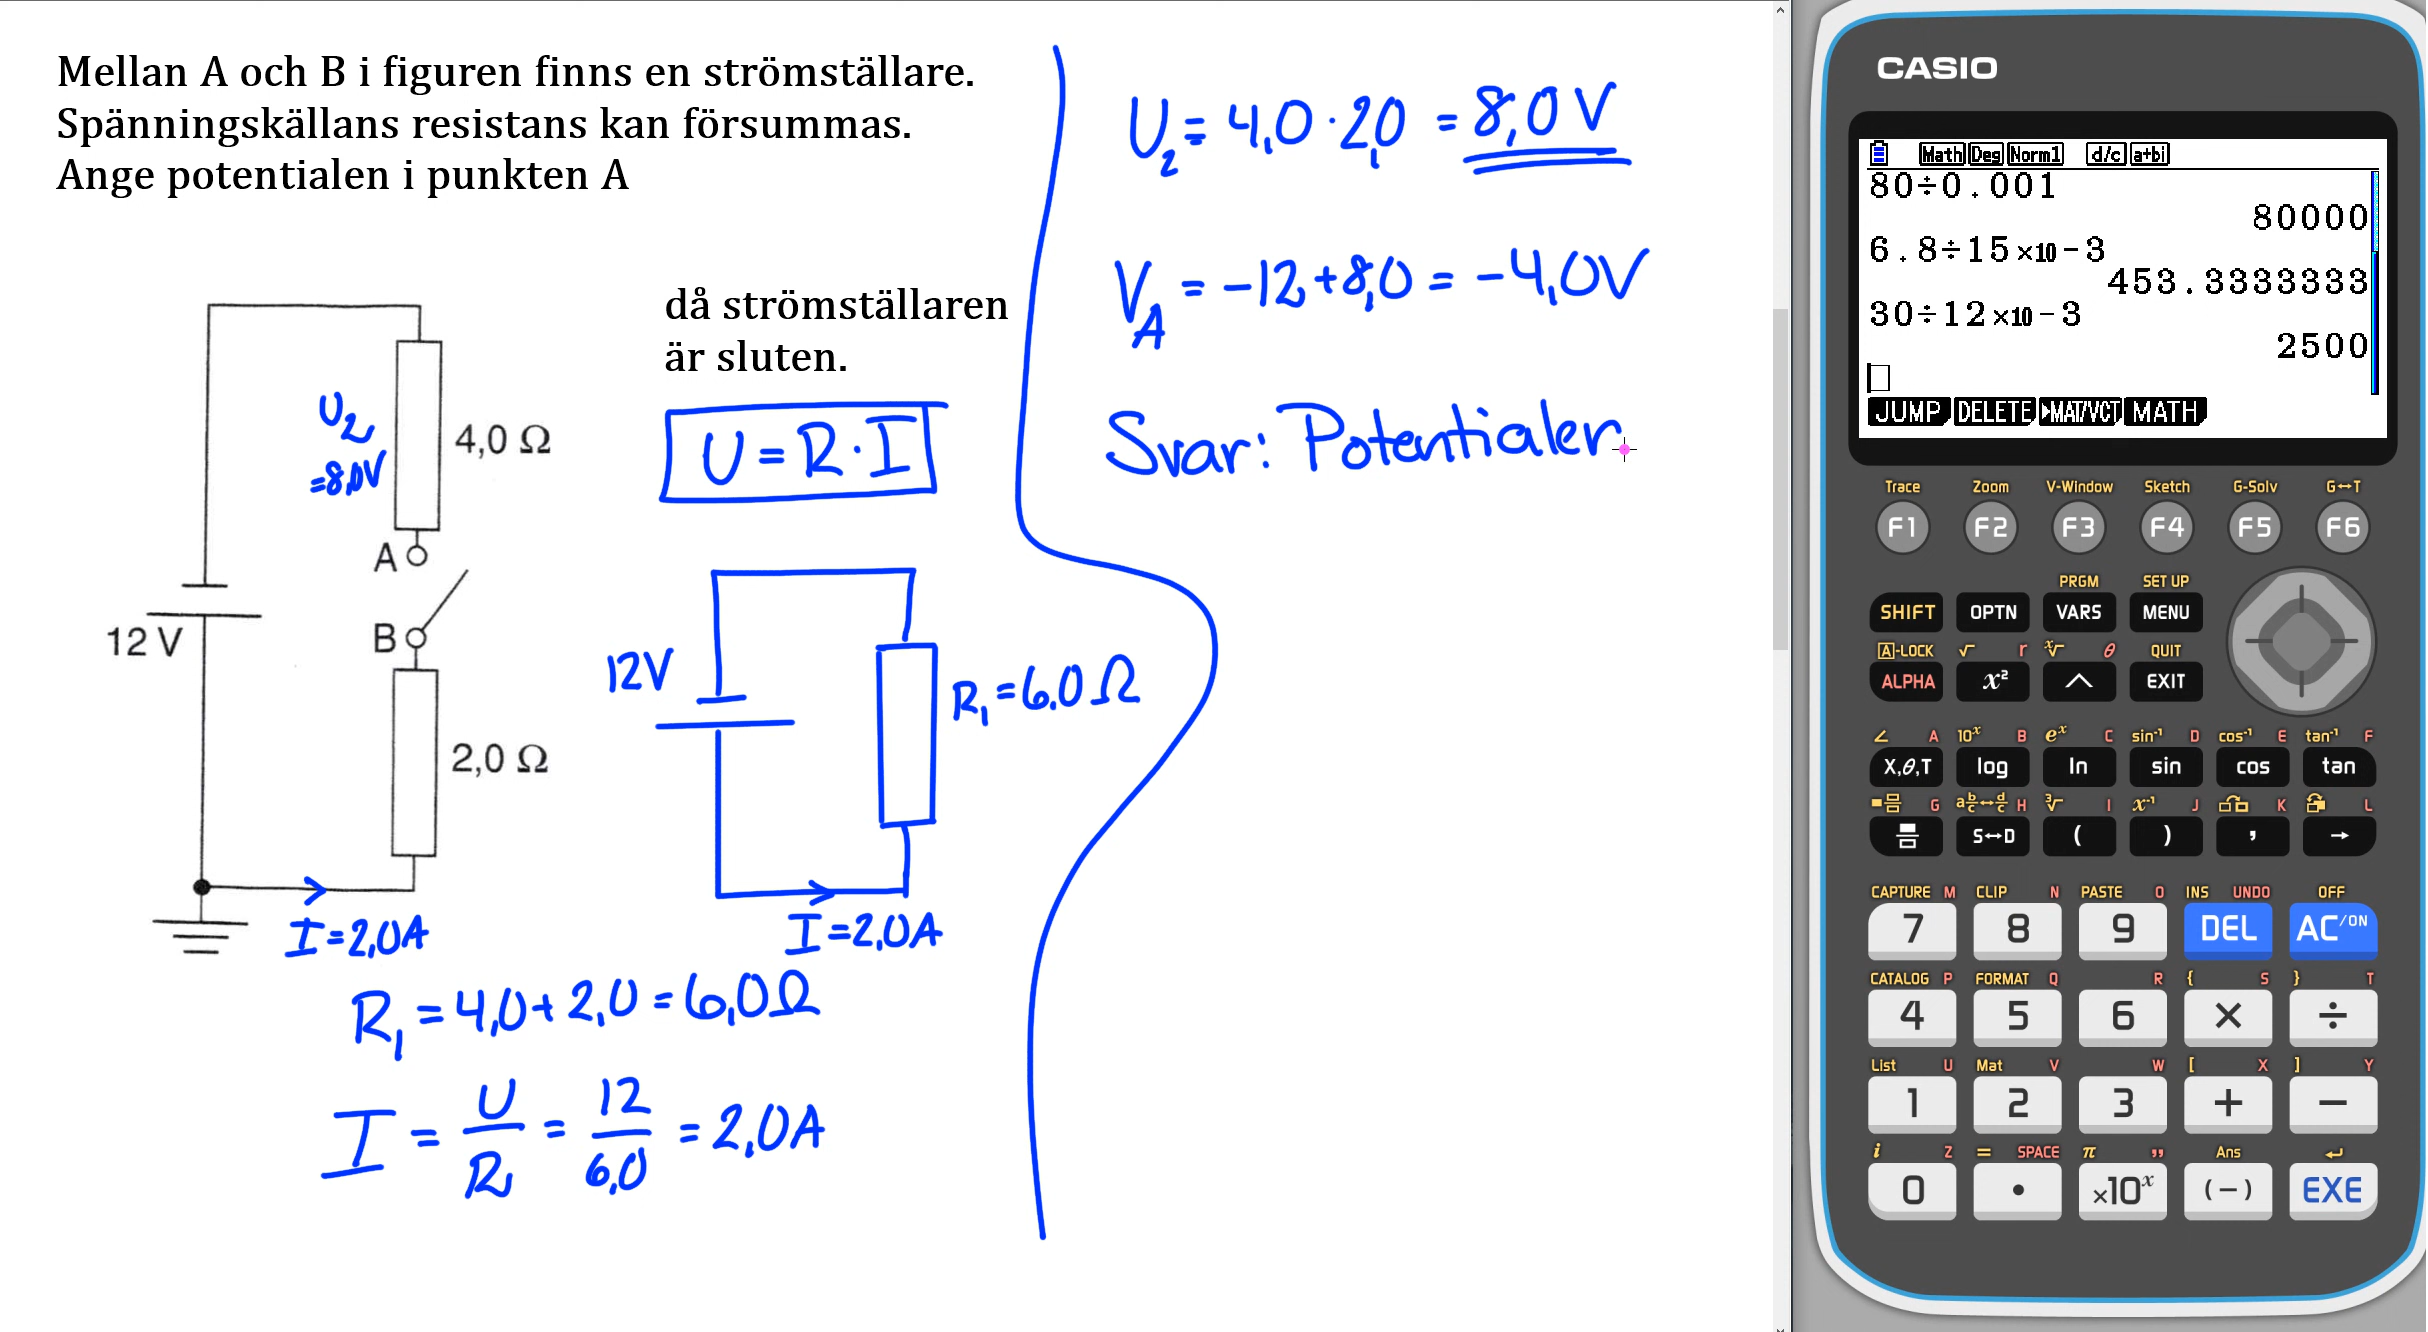 Mellan A och B i figuren finns en strömställare.
Spänningskällans resistans kan försummas.
Ange potentialen i punkten A
då strömställaren
är sluten.
U = R · I
U₂
=8,0V
4,0 Ω
A
B
12 V
2,0 Ω
I=2,0A
12V
R₁=6,0Ω
I=2,0A
R₁ = 4,0+2,0 = 6,0Ω
I = U/R₁ = 12/6,0 = 2,0A
U₂ = 4,0 · 2,0 = 8,0 V
V_A = -12+8,0 = -4,0V
Svar: Potentialen
CASIO
Math Deg Norm1 d/c a+bi
80÷0.001
80000
6.8÷15×10-3
453.3333333
30÷12×10-3
2500
JUMP DELETE ▶MAT/VCT MATH
Trace Zoom V-Window Sketch G-Solv G↔T
F1 F2 F3 F4 F5 F6
PRGM SET UP
SHIFT OPTN VARS MENU
A-LOCK √ r ˣ√ θ QUIT
ALPHA x² ^ EXIT
∠ A 10ˣ B eˣ C sin⁻¹ D cos⁻¹ E tan⁻¹ F
X,θ,T log ln sin cos tan
G a b/c↔d/c H ³√ I x⁻¹ J K L
S↔D ( ) , →
CAPTURE M CLIP N PASTE O INS UNDO OFF
7 8 9 DEL AC/ON
CATALOG P FORMAT Q R { S } T
4 5 6 × ÷
List U Mat V W [ X ] Y
1 2 3 + −
i Z = SPACE π " Ans ↵
0 • ×10ˣ (−) EXE